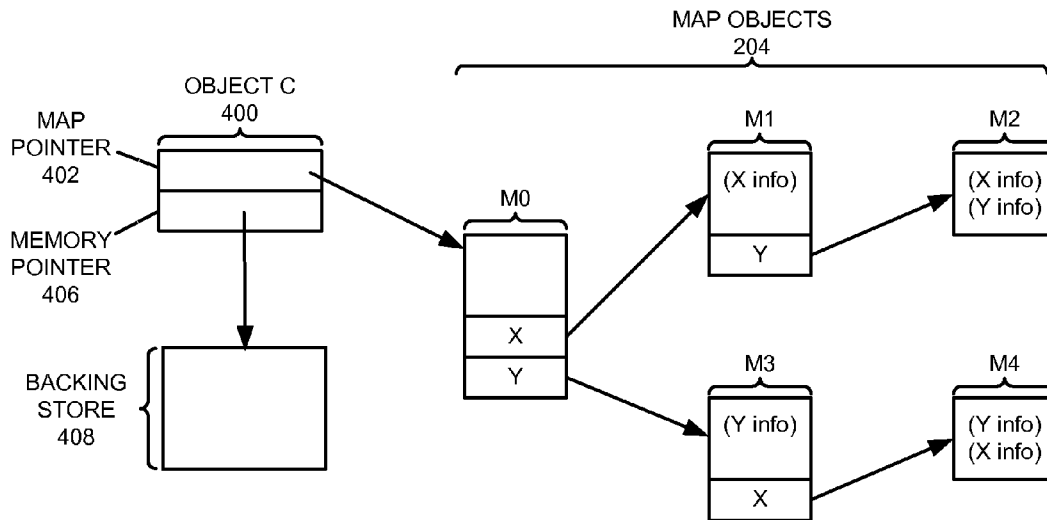 MAP OBJECTS
204
OBJECT C
400
MAP
POINTER
402
MEMORY
POINTER
406
BACKING
STORE
408
M0
X
Y
M1
(X info)
Y
M2
(X info)
(Y info)
M3
(Y info)
X
M4
(Y info)
(X info)